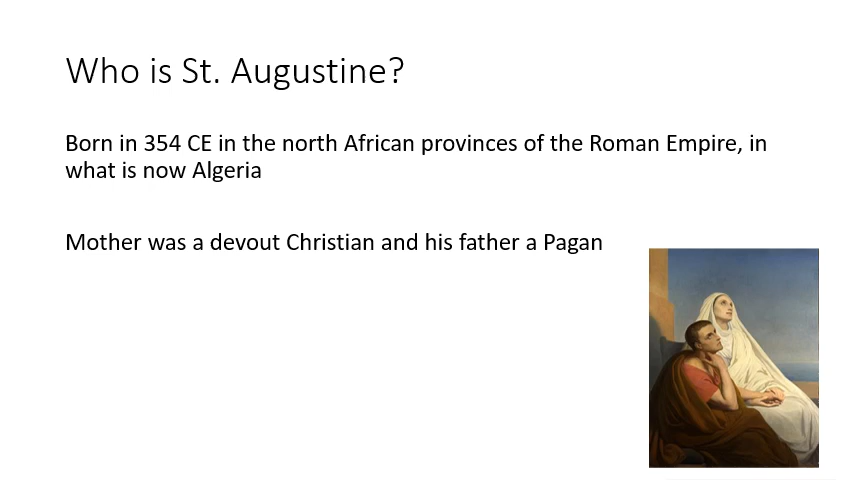 Who is St. Augustine?
Born in 354 CE in the north African provinces of the Roman Empire, in
what is now Algeria
Mother was a devout Christian and his father a Pagan